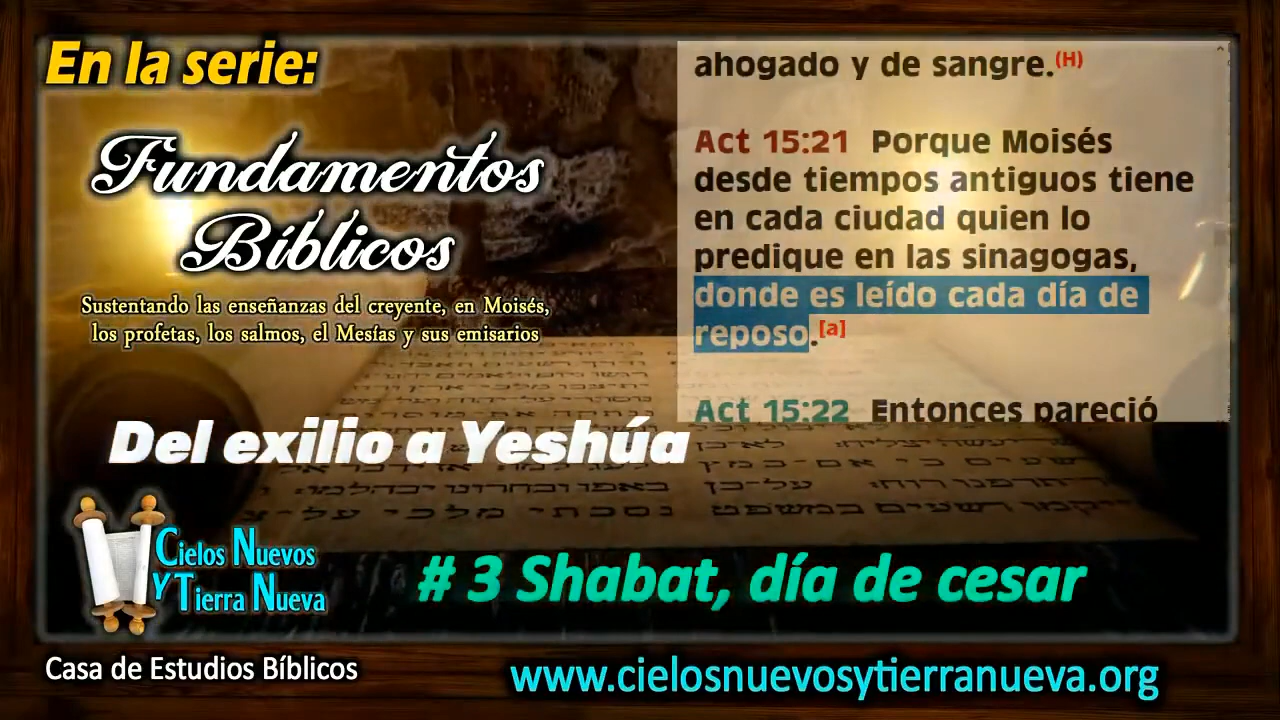 En la serie:
Fundamentos
Bíblicos
Sustentando las enseñanzas del creyente, en Moisés,
los profetas, los salmos, el Mesías y sus emisarios
ahogado y de sangre.(H)
Act 15:21 Porque Moisés
desde tiempos antiguos tiene
en cada ciudad quien lo
predique en las sinagogas,
donde es leído cada día de
reposo.[a]
Act 15:22 Entonces pareció
Del exilio a Yeshúa
Cielos Nuevos
Y Tierra Nueva
# 3 Shabat, día de cesar
Casa de Estudios Bíblicos
www.cielosnuevosytierranueva.org